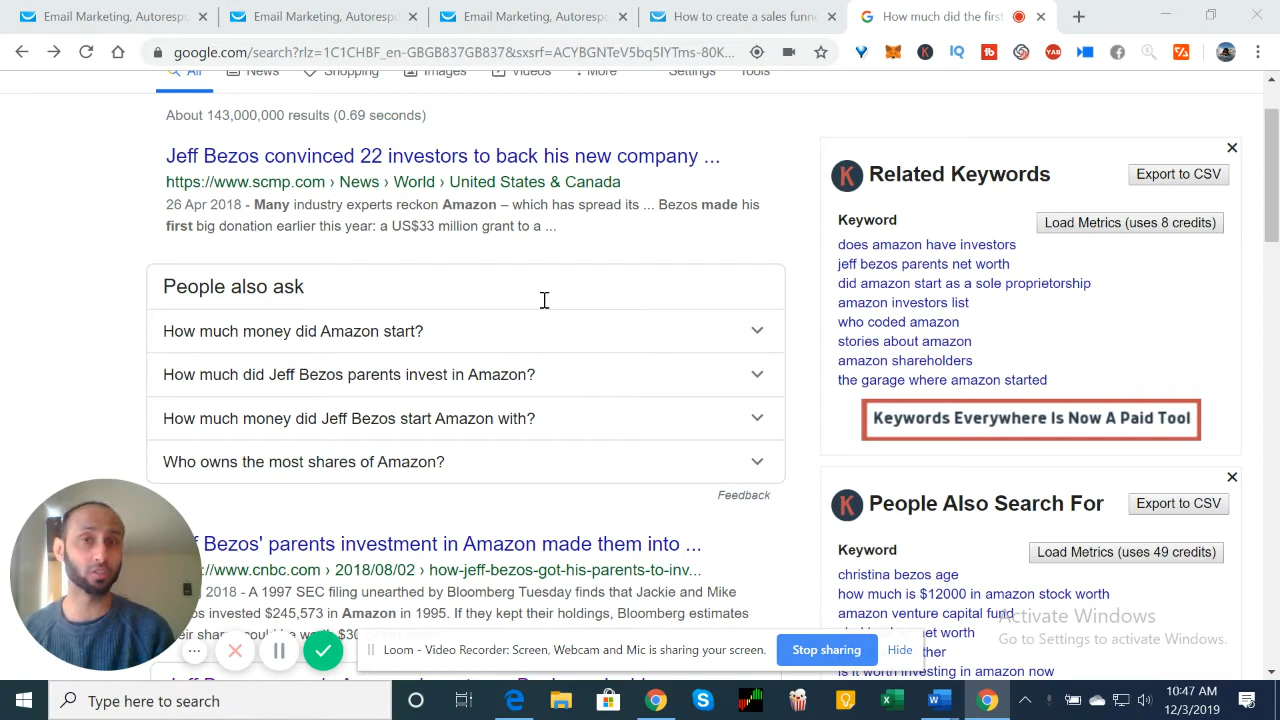 Email Marketing, Autorespo
Email Marketing, Autorespo
Email Marketing, Autorespo
How to create a sales funne
How much did the first
google.com/search?rlz=1C1CHBF_en-GBGB837GB837&sxsrf=ACYBGNTeV5bq5IYTms-80K...
All
News
Shopping
Images
Videos
More
Settings
Tools
About 143,000,000 results (0.69 seconds)
Jeff Bezos convinced 22 investors to back his new company ...
https://www.scmp.com › News › World › United States & Canada
26 Apr 2018 - Many industry experts reckon Amazon – which has spread its ... Bezos made his
first big donation earlier this year: a US$33 million grant to a ...
People also ask
How much money did Amazon start?
How much did Jeff Bezos parents invest in Amazon?
How much money did Jeff Bezos start Amazon with?
Who owns the most shares of Amazon?
Feedback
Bezos' parents investment in Amazon made them into ...
://www.cnbc.com › 2018/08/02 › how-jeff-bezos-got-his-parents-to-inv...
2018 - A 1997 SEC filing unearthed by Bloomberg Tuesday finds that Jackie and Mike
invested $245,573 in Amazon in 1995. If they kept their holdings, Bloomberg estimates
Related Keywords
Export to CSV
Keyword
Load Metrics (uses 8 credits)
does amazon have investors
jeff bezos parents net worth
did amazon start as a sole proprietorship
amazon investors list
who coded amazon
stories about amazon
amazon shareholders
the garage where amazon started
Keywords Everywhere Is Now A Paid Tool
People Also Search For
Export to CSV
Keyword
Load Metrics (uses 49 credits)
christina bezos age
how much is $12000 in amazon stock worth
amazon venture capital fund
net worth
is it worth investing in amazon now
Activate Windows
Go to Settings to activate Windows.
Loom - Video Recorder: Screen, Webcam and Mic is sharing your screen.
Stop sharing
Hide
Type here to search
10:47 AM
12/3/2019